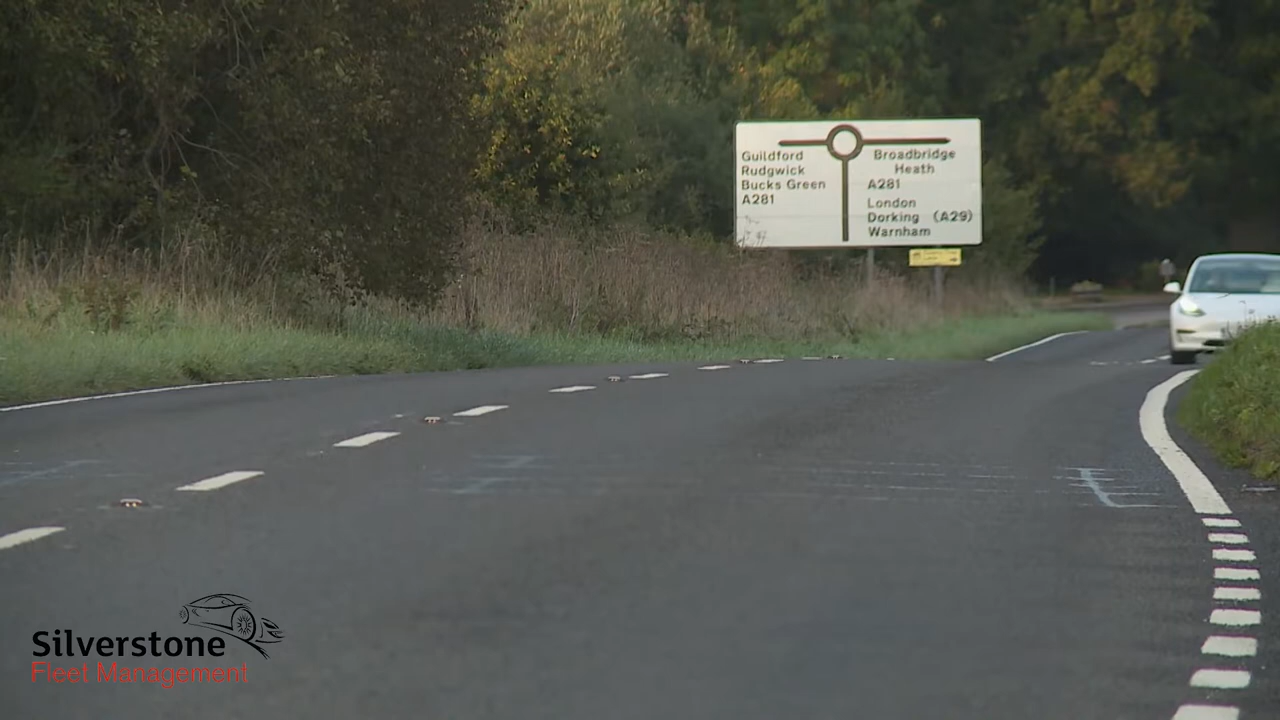 Guildford
Rudgwick
Bucks Green
A281
Broadbridge
Heath
A281
London
Dorking (A29)
Warnham
Silverstone
Fleet Management